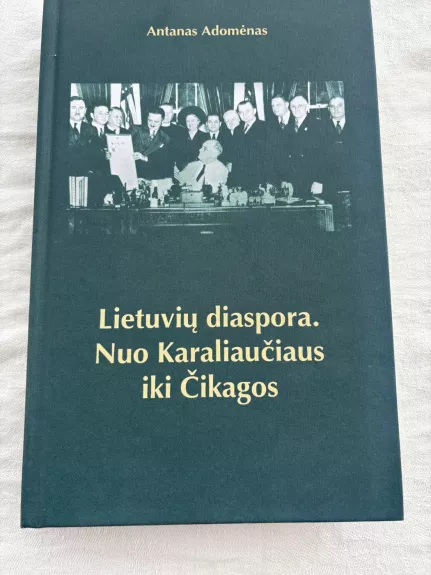 Antanas Adomėnas
Lietuvių diaspora.
Nuo Karaliaučiaus
iki Čikagos